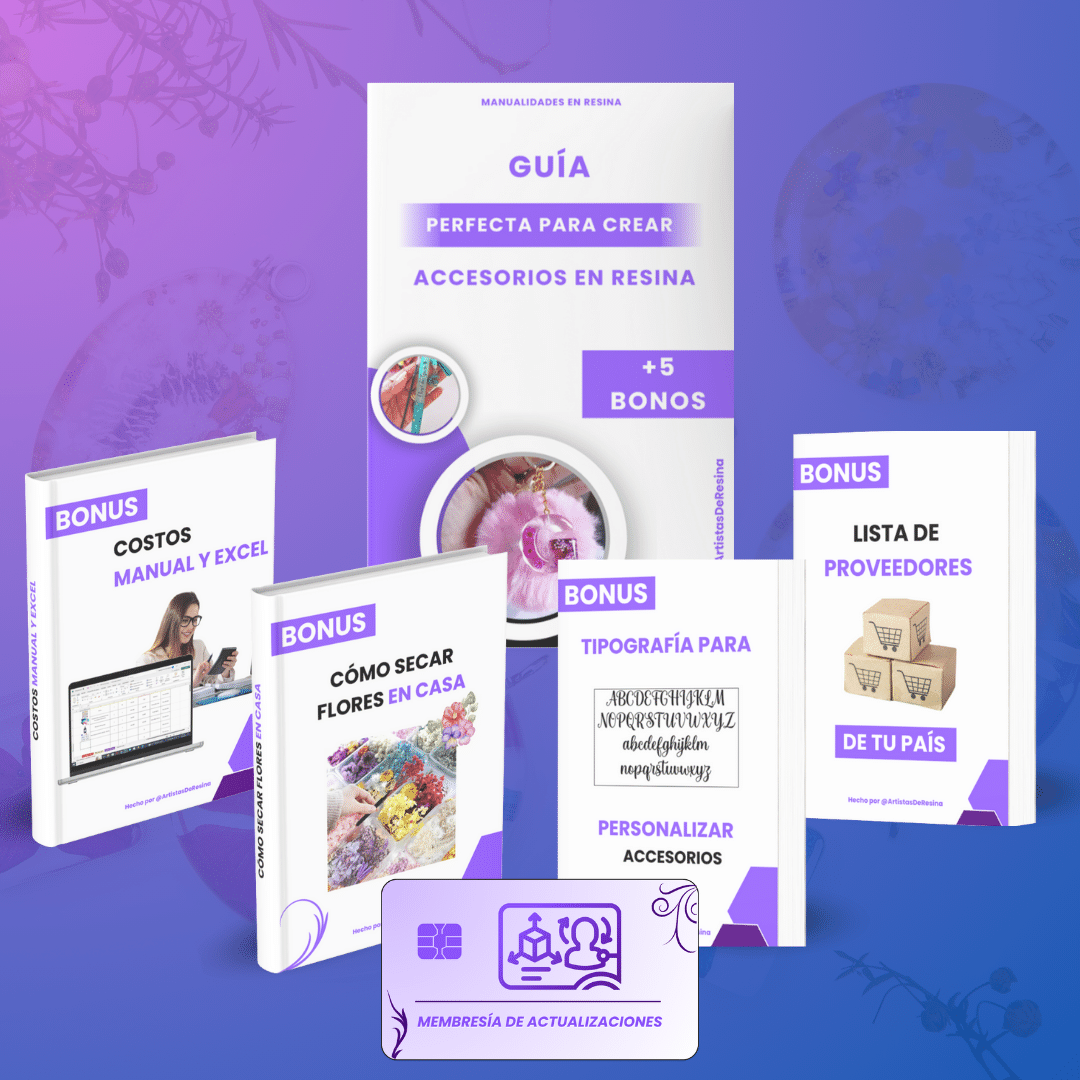 MANUALIDADES EN RESINA
GUÍA
PERFECTA PARA CREAR
ACCESORIOS EN RESINA
+5
BONOS
ArtistasDeResina
BONUS
COSTOS
MANUAL Y EXCEL
COSTOS MANUAL Y EXCEL
Hecho por @ArtistasDeResina
BONUS
CÓMO SECAR
FLORES EN CASA
CÓMO SECAR FLORES EN CASA
Hecho por
BONUS
TIPOGRAFÍA PARA
ABCDEFGHIJKLM
NOPQRSTUVWXYZ
abcdefghijklm
nopqrstuvwxyz
PERSONALIZAR
ACCESORIOS
BONUS
LISTA DE
PROVEEDORES
DE TU PAÍS
Hecho por @ArtistasDeResina
MEMBRESÍA DE ACTUALIZACIONES